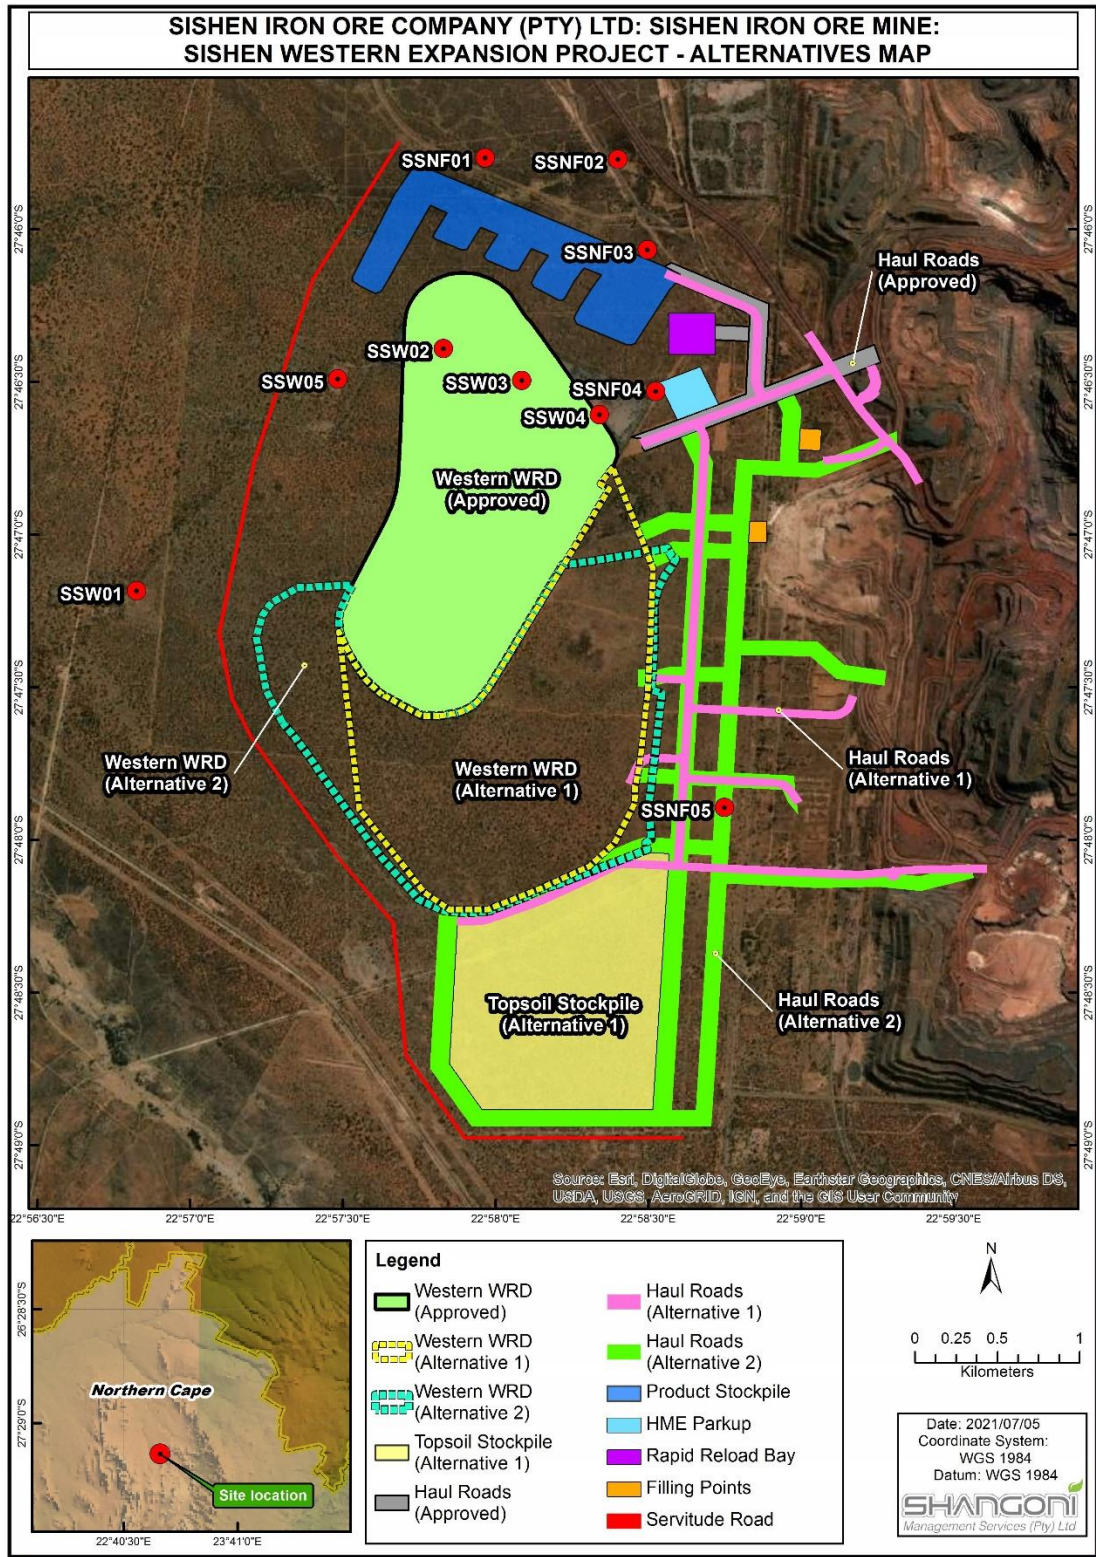 SISHEN IRON ORE COMPANY (PTY) LTD: SISHEN IRON ORE MINE:
SISHEN WESTERN EXPANSION PROJECT - ALTERNATIVES MAP
SSNF01
SSNF02
SSNF03
Haul Roads
(Approved)
SSW02
SSW05
SSW03
SSNF04
SSW04
Western WRD
(Approved)
SSW01
Western WRD
(Alternative 2)
Western WRD
(Alternative 1)
Haul Roads
(Alternative 1)
SSNF05
Topsoil Stockpile
(Alternative 1)
Haul Roads
(Alternative 2)
27°46'0"S
27°46'30"S
27°47'0"S
27°47'30"S
27°48'0"S
27°48'30"S
27°49'0"S
27°46'0"S
27°46'30"S
27°47'0"S
27°47'30"S
27°48'0"S
27°48'30"S
27°49'0"S
Source: Esri, DigitalGlobe, GeoEye, Earthstar Geographics, CNES/Airbus DS,
USDA, USGS, AeroGRID, IGN, and the GIS User Community
22°56'30"E
22°57'0"E
22°57'30"E
22°58'0"E
22°58'30"E
22°59'0"E
22°59'30"E
26°28'30"S
27°29'0"S
Northern Cape
Site location
22°40'30"E
23°41'0"E
Legend
Western WRD
(Approved)
Western WRD
(Alternative 1)
Western WRD
(Alternative 2)
Topsoil Stockpile
(Alternative 1)
Haul Roads
(Approved)
Haul Roads
(Alternative 1)
Haul Roads
(Alternative 2)
Product Stockpile
HME Parkup
Rapid Reload Bay
Filling Points
Servitude Road
N
0 0.25 0.5 1
Kilometers
Date: 2021/07/05
Coordinate System:
WGS 1984
Datum: WGS 1984
SHANGONI
Management Services (Pty) Ltd